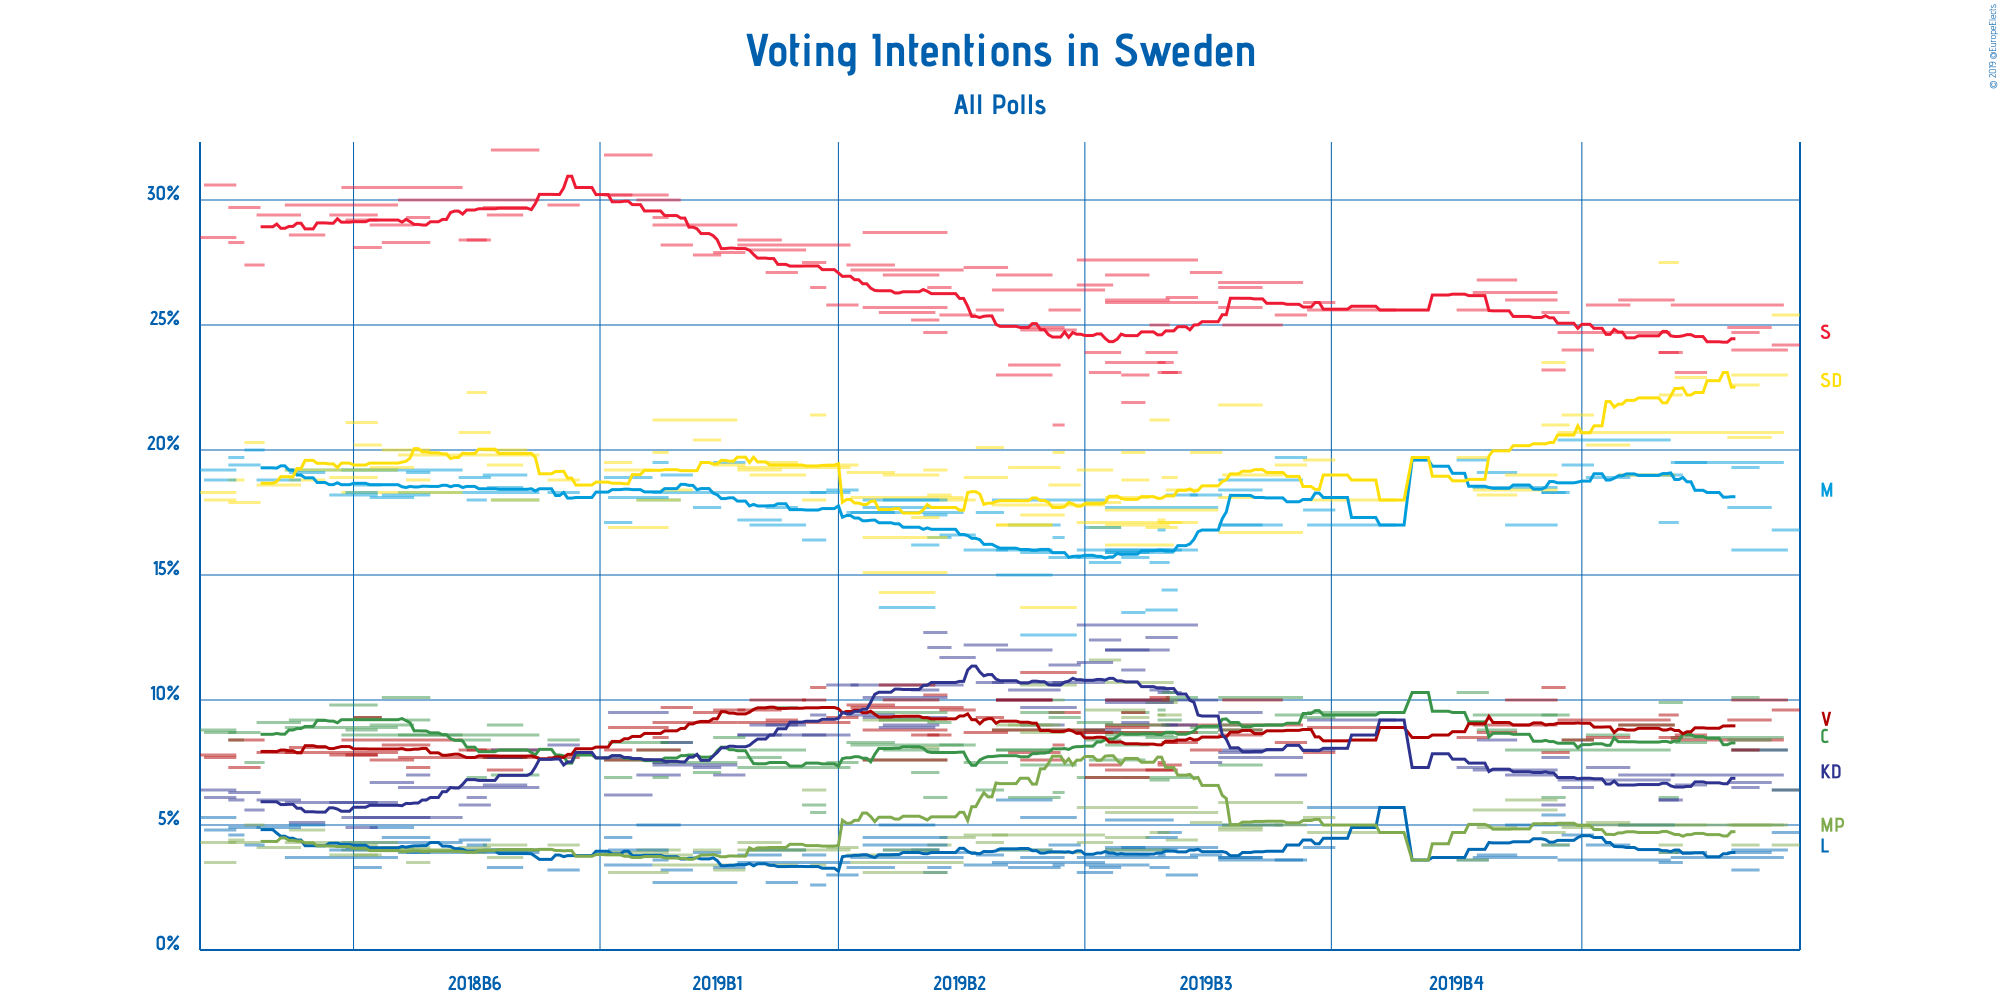 Voting Intentions in Sweden
All Polls
© 2019 @EuropeElects
30%
25%
20%
15%
10%
5%
0%
S
SD
M
V
C
KD
MP
L
2018B6
2019B1
2019B2
2019B3
2019B4